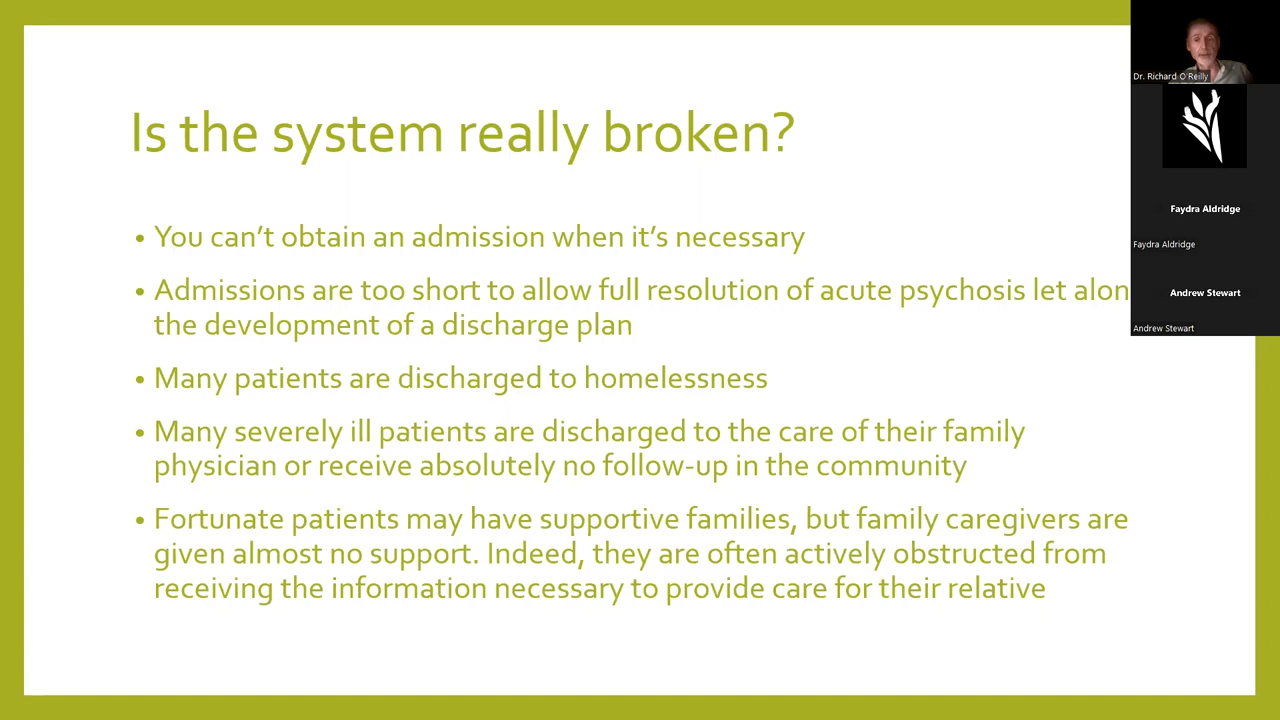 Is the system really broken?
• You can't obtain an admission when it's necessary
• Admissions are too short to allow full resolution of acute psychosis let alon
the development of a discharge plan
• Many patients are discharged to homelessness
• Many severely ill patients are discharged to the care of their family
physician or receive absolutely no follow-up in the community
• Fortunate patients may have supportive families, but family caregivers are
given almost no support. Indeed, they are often actively obstructed from
receiving the information necessary to provide care for their relative
Dr. Richard O'Reilly
Faydra Aldridge
Faydra Aldridge
Andrew Stewart
Andrew Stewart